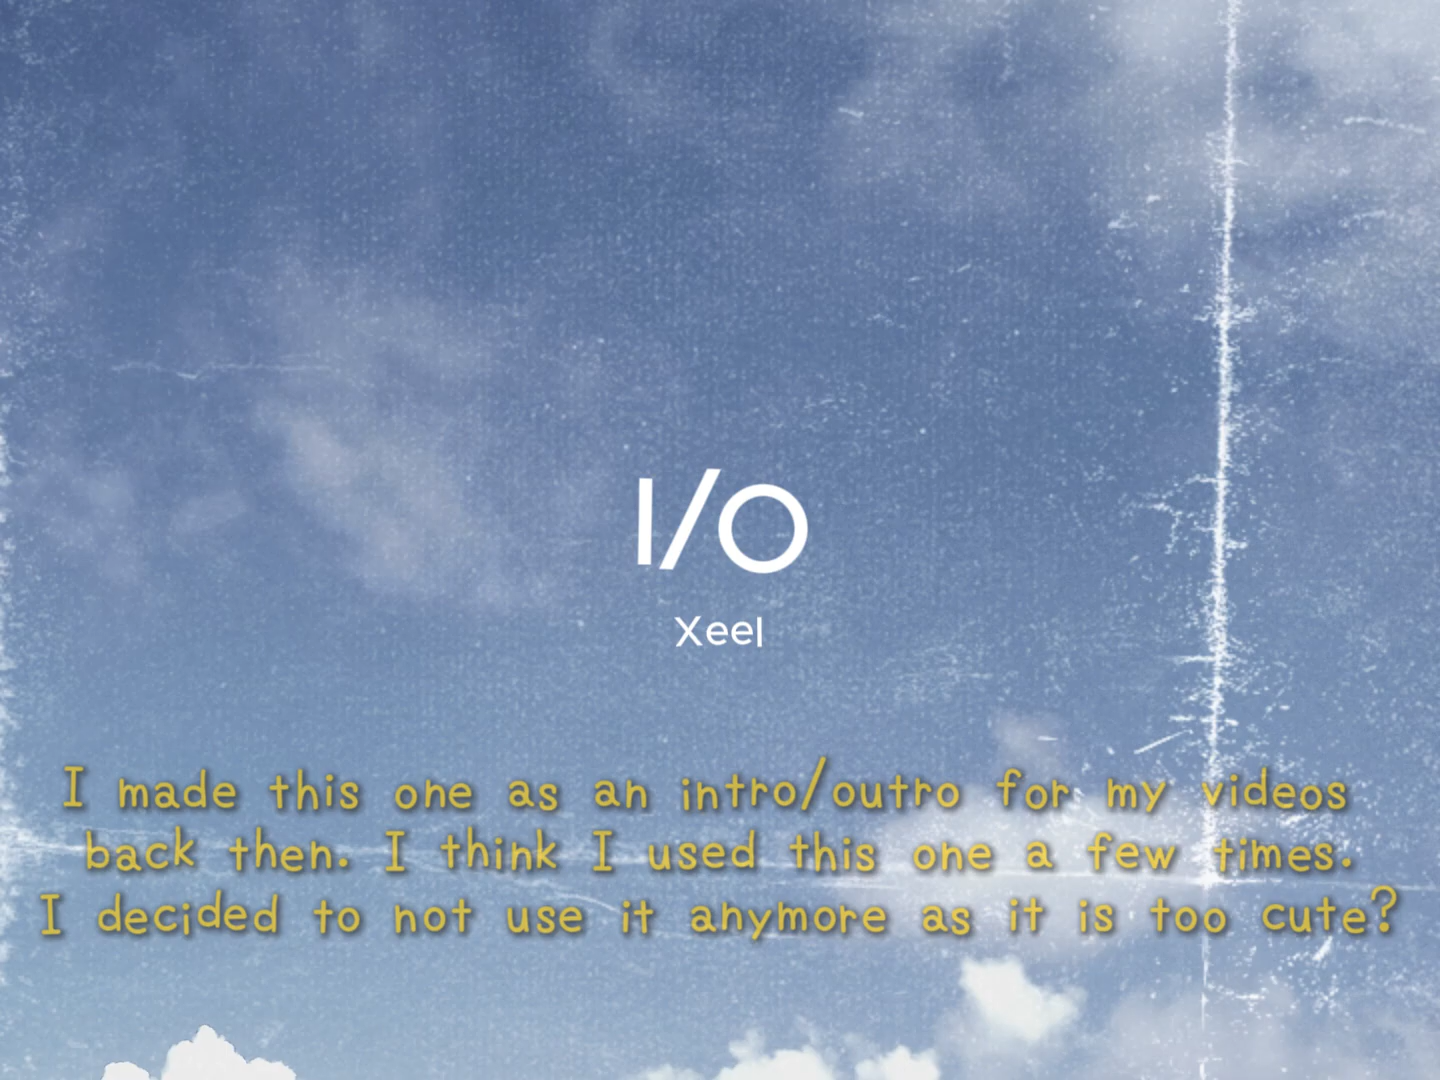 I/O
Xeel
I made this one as an intro/outro for my videos
back then. I think I used this one a few times.
I decided to not use it anymore as it is too cute?